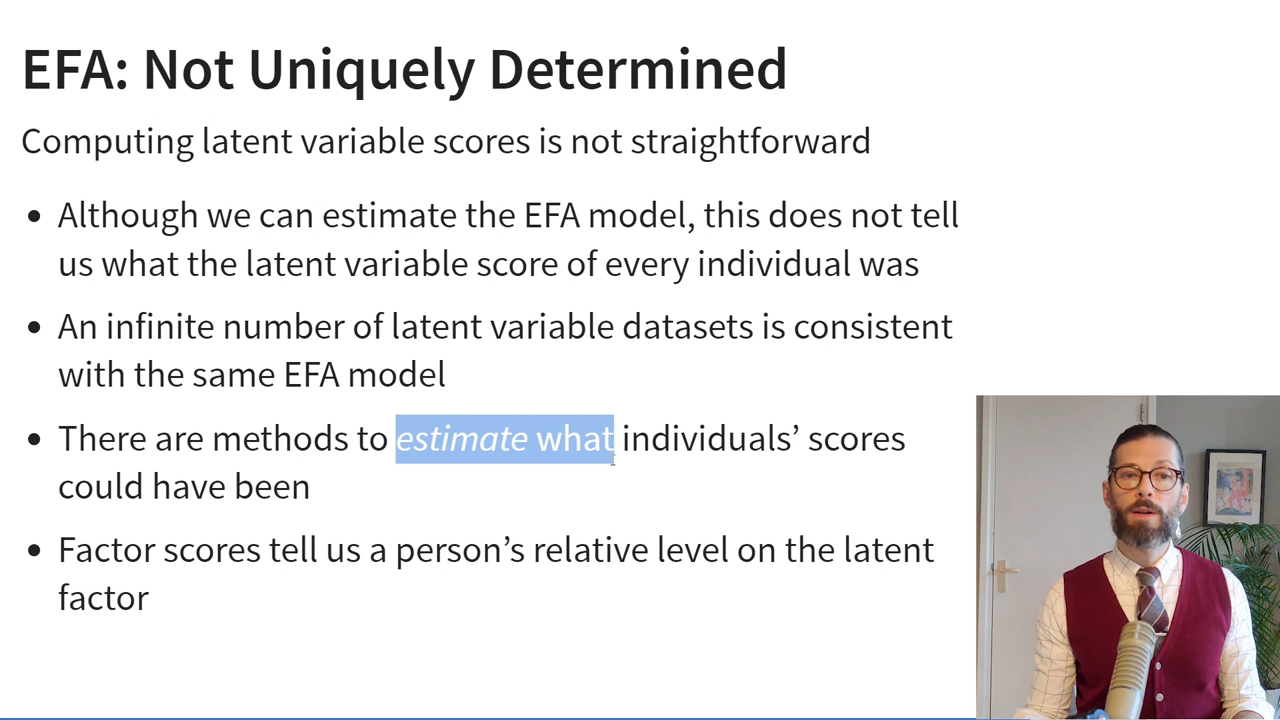 EFA: Not Uniquely Determined
Computing latent variable scores is not straightforward
• Although we can estimate the EFA model, this does not tell
us what the latent variable score of every individual was
• An infinite number of latent variable datasets is consistent
with the same EFA model
• There are methods to estimate what individuals’ scores
could have been
• Factor scores tell us a person’s relative level on the latent
factor